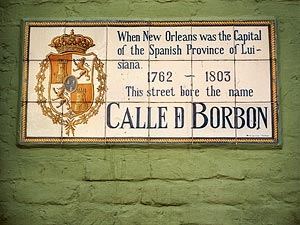 When New Orleans was the Capital
of the Spanish Province of Lui-
siana.
1762 - 1803
This street bore the name
CALLE D BORBON